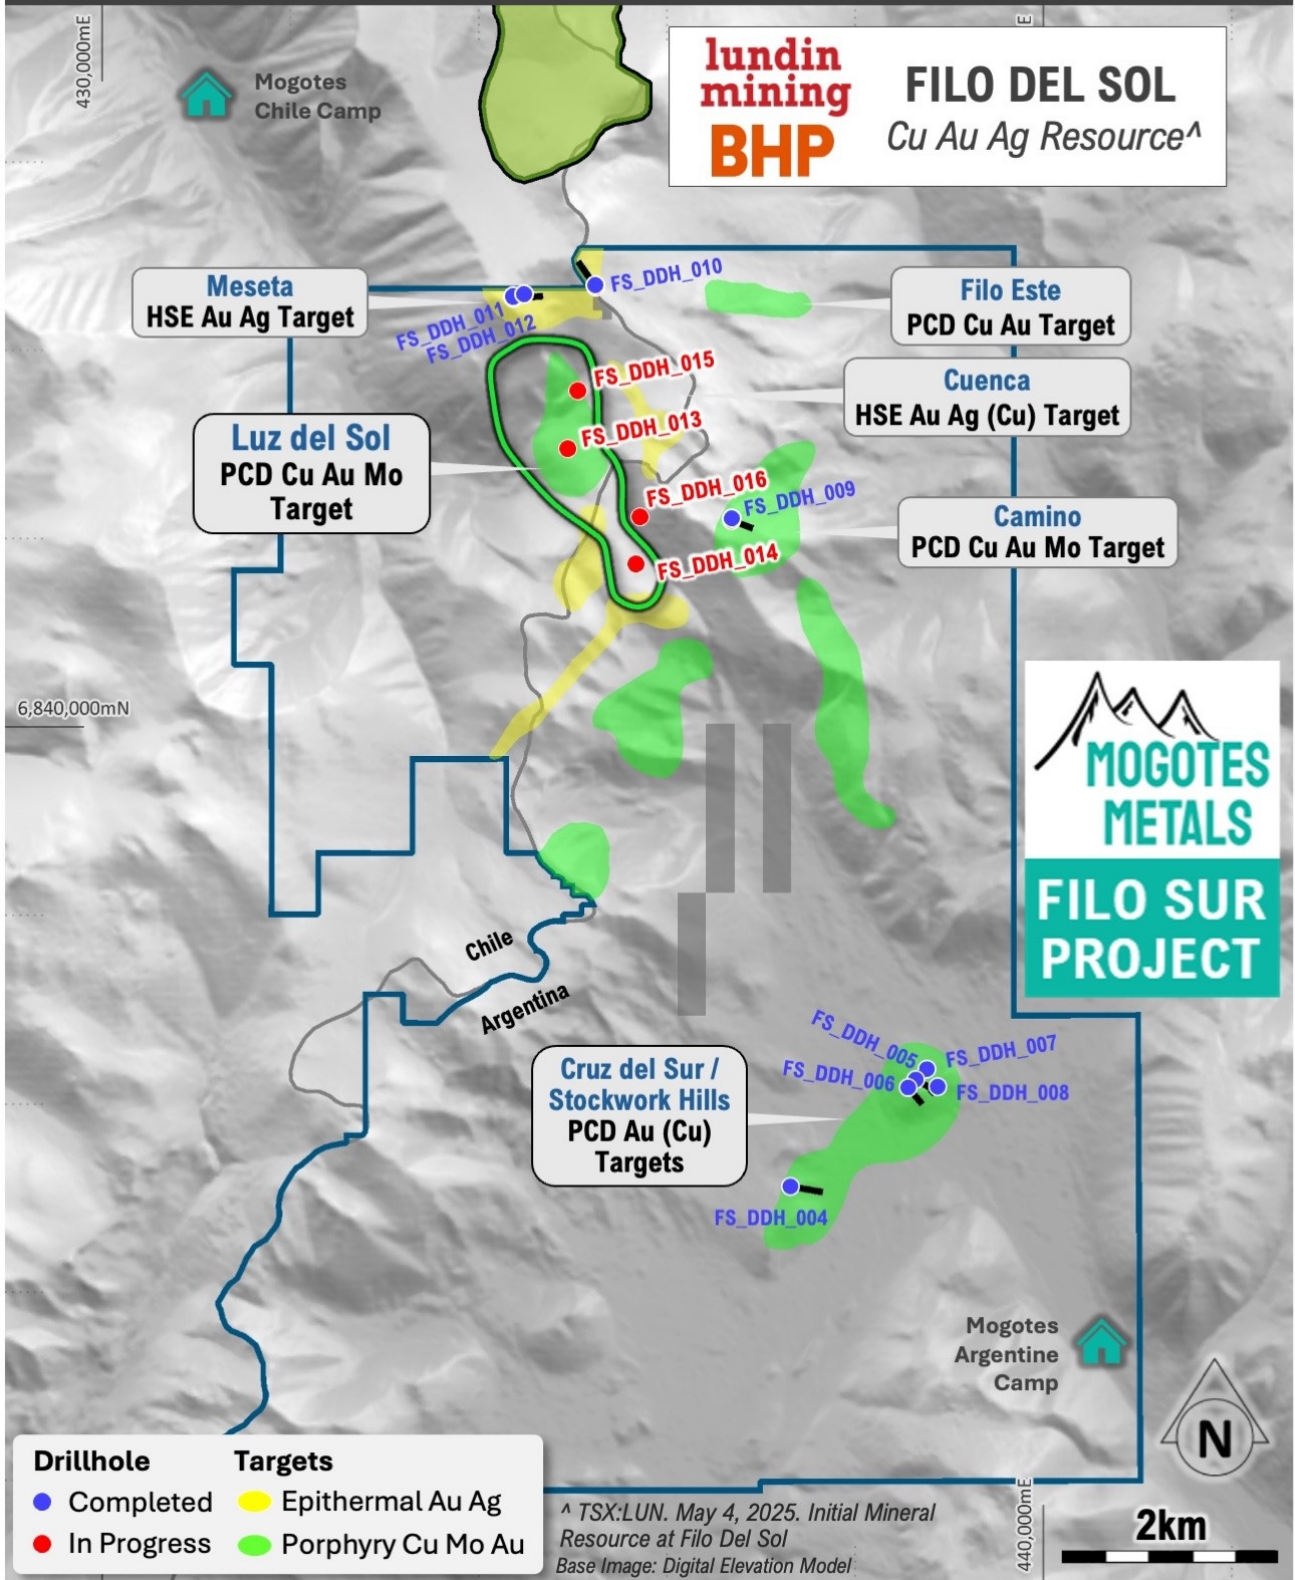 430,000mE
Mogotes
Chile Camp
lundin
mining
BHP
FILO DEL SOL
Cu Au Ag Resource^
E
Meseta
HSE Au Ag Target
FS_DDH_010
FS_DDH_011
FS_DDH_012
Filo Este
PCD Cu Au Target
FS_DDH_015
Cuenca
HSE Au Ag (Cu) Target
FS_DDH_013
Luz del Sol
PCD Cu Au Mo
Target
FS_DDH_016
FS_DDH_009
Camino
PCD Cu Au Mo Target
FS_DDH_014
6,840,000mN
MOGOTES
METALS
FILO SUR
PROJECT
Chile
Argentina
Cruz del Sur /
Stockwork Hills
PCD Au (Cu)
Targets
FS_DDH_005
FS_DDH_007
FS_DDH_006
FS_DDH_008
FS_DDH_004
Mogotes
Argentine
Camp
N
Drillhole
Completed
In Progress
Targets
Epithermal Au Ag
Porphyry Cu Mo Au
^ TSX:LUN. May 4, 2025. Initial Mineral
Resource at Filo Del Sol
Base Image: Digital Elevation Model
440,000mE
2km